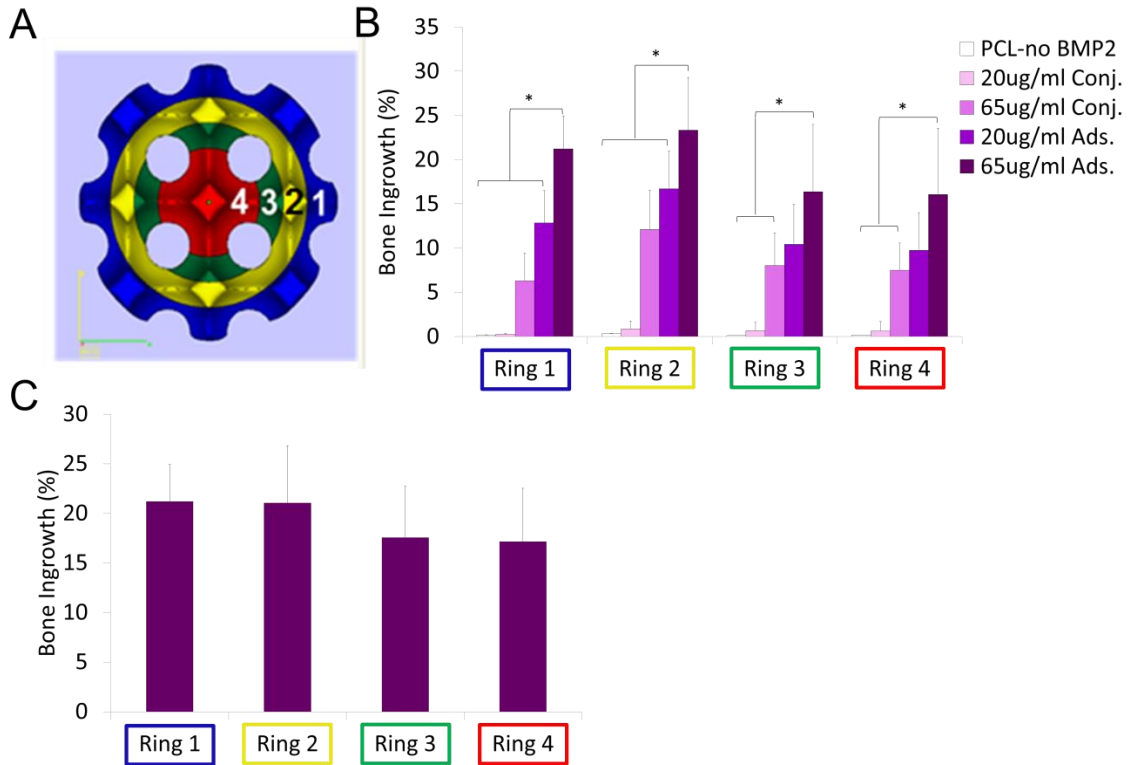 A
4 3 2 1
B
Bone Ingrowth (%)
35
30
25
20
15
10
5
0
*
*
*
*
Ring 1 Ring 2 Ring 3 Ring 4
PCL-no BMP2
20ug/ml Conj.
65ug/ml Conj.
20ug/ml Ads.
65ug/ml Ads.
C
Bone Ingrowth (%)
30
25
20
15
10
5
0
Ring 1 Ring 2 Ring 3 Ring 4